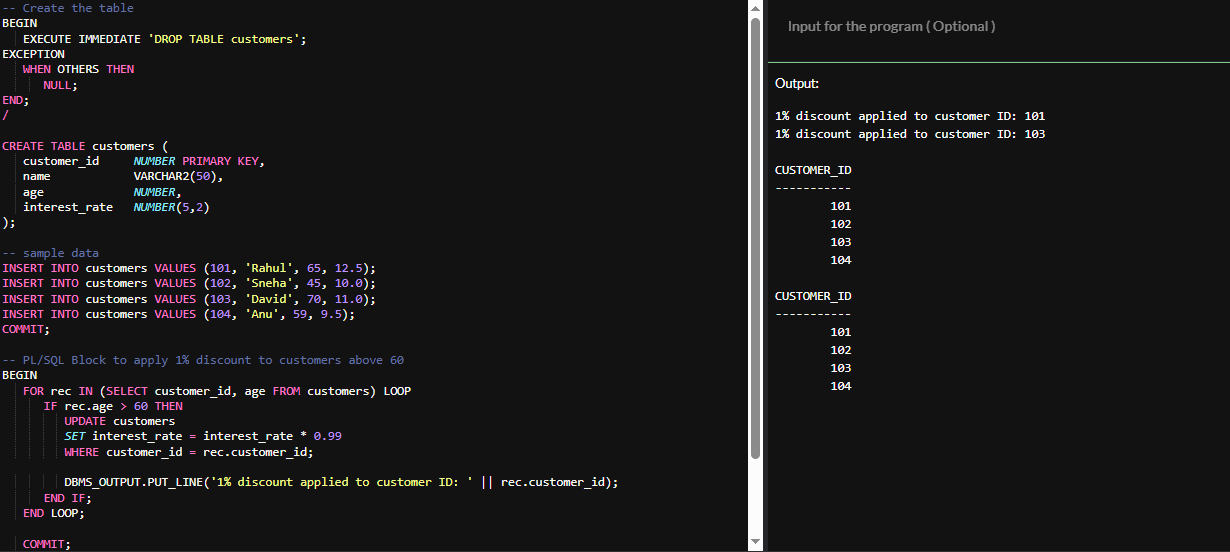 -- Create the table
BEGIN
EXECUTE IMMEDIATE 'DROP TABLE customers';
EXCEPTION
WHEN OTHERS THEN
NULL;
END;
/
CREATE TABLE customers (
customer_id NUMBER PRIMARY KEY,
name VARCHAR2(50),
age NUMBER,
interest_rate NUMBER(5,2)
);
-- sample data
INSERT INTO customers VALUES (101, 'Rahul', 65, 12.5);
INSERT INTO customers VALUES (102, 'Sneha', 45, 10.0);
INSERT INTO customers VALUES (103, 'David', 70, 11.0);
INSERT INTO customers VALUES (104, 'Anu', 59, 9.5);
COMMIT;
-- PL/SQL Block to apply 1% discount to customers above 60
BEGIN
FOR rec IN (SELECT customer_id, age FROM customers) LOOP
IF rec.age > 60 THEN
UPDATE customers
SET interest_rate = interest_rate * 0.99
WHERE customer_id = rec.customer_id;
DBMS_OUTPUT.PUT_LINE('1% discount applied to customer ID: ' || rec.customer_id);
END IF;
END LOOP;
COMMIT;
Input for the program ( Optional )
Output:
1% discount applied to customer ID: 101
1% discount applied to customer ID: 103
CUSTOMER_ID
-----------
101
102
103
104
CUSTOMER_ID
-----------
101
102
103
104